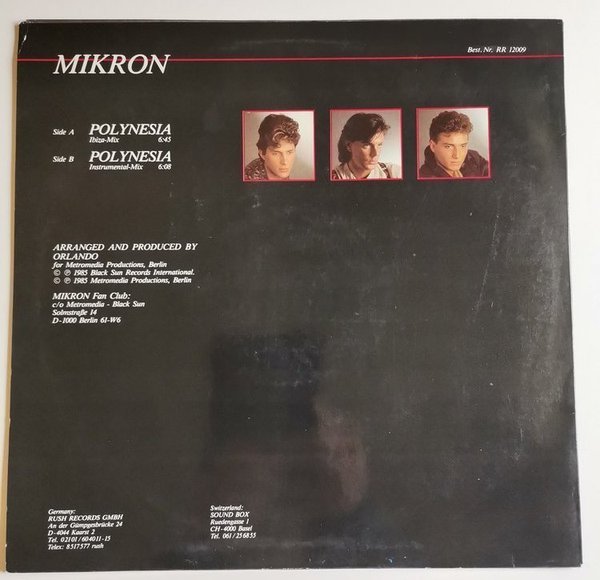 Best. Nr. RR 12009
MIKRON
Side A POLYNESIA
Ibiza-Mix 6:45
Side B POLYNESIA
Instrumental-Mix 6:08
ARRANGED AND PRODUCED BY
ORLANDO
for Metromedia Productions, Berlin
© ℗ 1985 Black Sun Records International.
© ℗ 1985 Metromedia Productions, Berlin
MIKRON Fan Club:
c/o Metromedia - Black Sun
Solmstraße 14
D-1000 Berlin 61-W6
Germany:
RUSH RECORDS GMBH
An der Gümpgesbrücke 24
D-4044 Kaarst 2
Tel. 02101/604011-15
Telex: 8517577 rush
Switzerland:
SOUND BOX
Ruedengasse 1
CH-4000 Basel
Tel. 061/256855